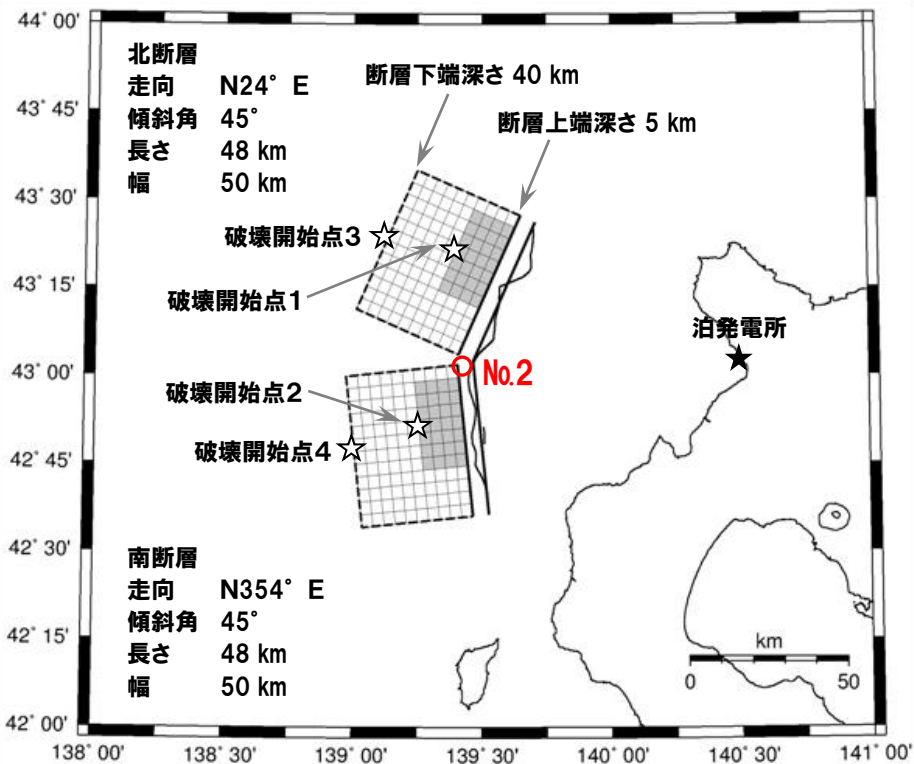 44° 00'
北断層
走向 N24° E
傾斜角 45°
長さ 48 km
幅 50 km
断層下端深さ 40 km
断層上端深さ 5 km
43° 45'
43° 30'
破壊開始点3
43° 15'
破壊開始点1
泊発電所
43° 00'
No.2
破壊開始点2
破壊開始点4
42° 45'
42° 30'
南断層
走向 N354° E
傾斜角 45°
長さ 48 km
幅 50 km
42° 15'
km
0 50
42° 00'
138° 00' 138° 30' 139° 00' 139° 30' 140° 00' 140° 30' 141° 00'